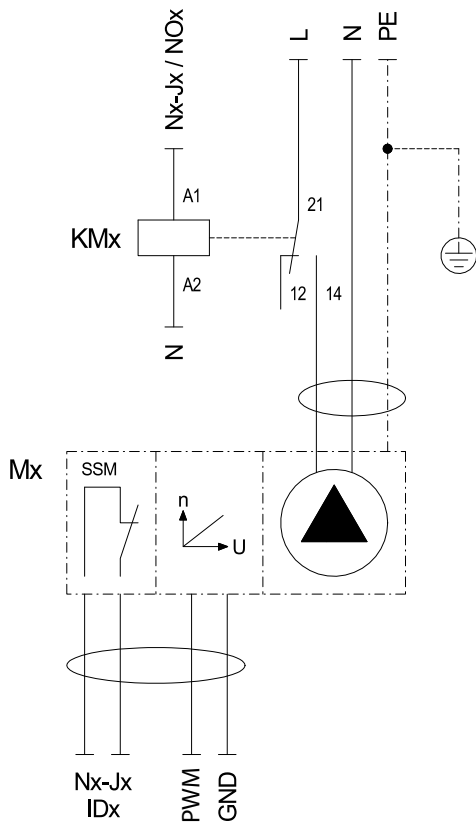 Nx-Jx / NOx
L
N
PE
A1
21
KMx
A2
12
14
N
Mx
SSM
n
U
Nx-Jx
IDx
PWM
GND